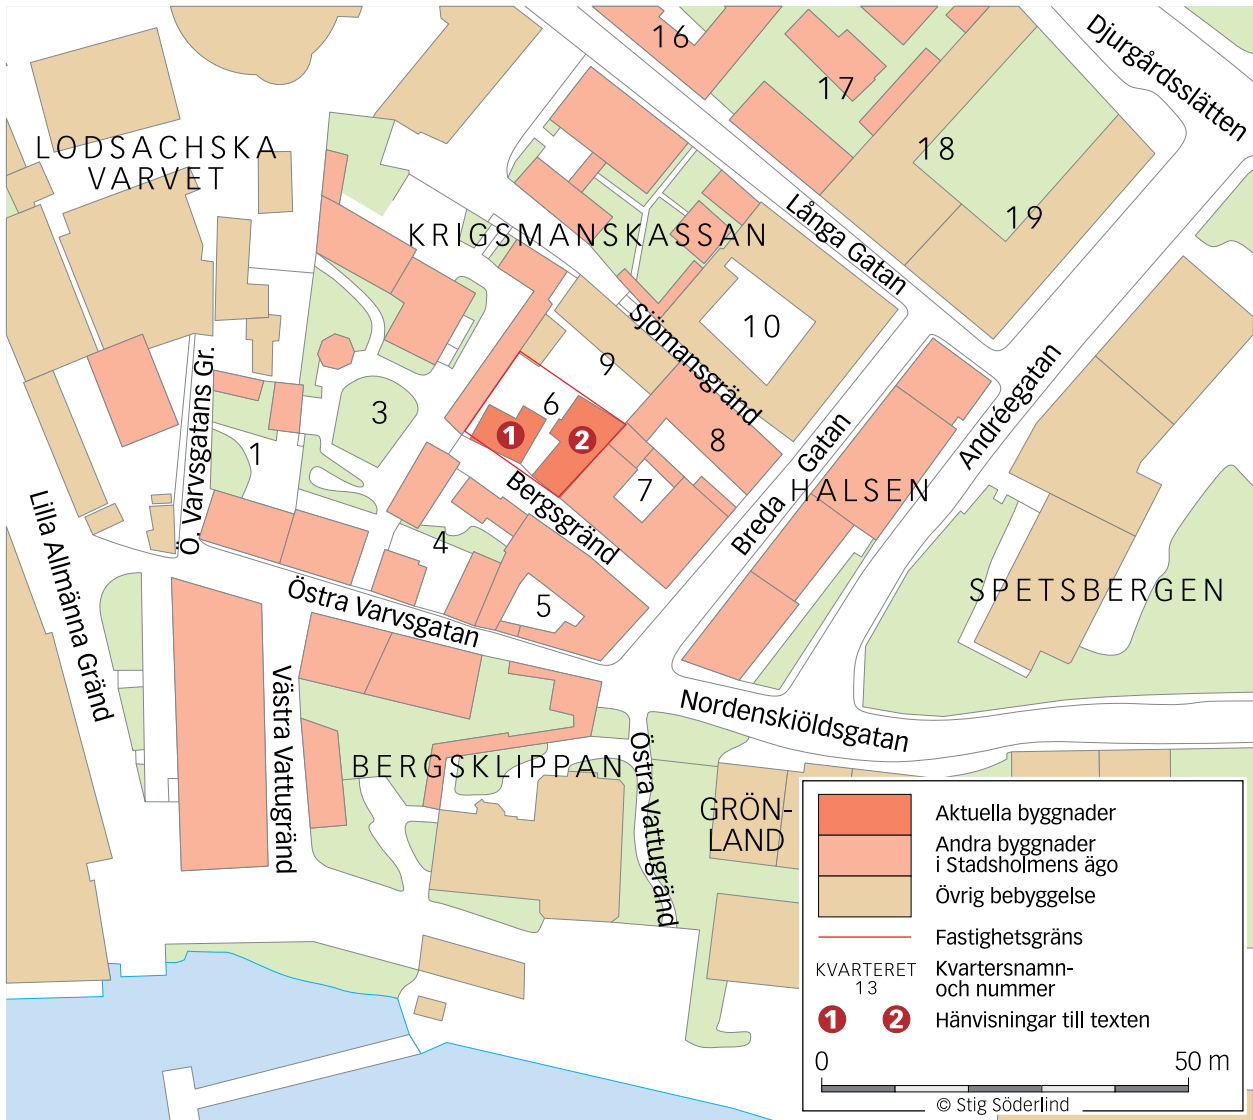 16
Djurgårdsslätten
17
LODSACHSKA
VARVET
18
19
Långa Gatan
KRIGSMANSKASSAN
10
Sjömansgränd
9
Andréegatan
Ö. Varvsgatans Gr.
3
6
1
2
8
1
Breda Gatan
7
HALSEN
Bergsgränd
Lilla Allmänna Gränd
4
5
Östra Varvsgatan
SPETSBERGEN
Västra Vattugränd
Nordenskiöldsgatan
BERGSKLIPPAN
Östra Vattugränd
GRÖN-
LAND
Aktuella byggnader
Andra byggnader
i Stadsholmens ägo
Övrig bebyggelse
Fastighetsgräns
KVARTERET
13
Kvartersnamn-
och nummer
1 2 Hänvisningar till texten
0 50 m
© Stig Söderlind